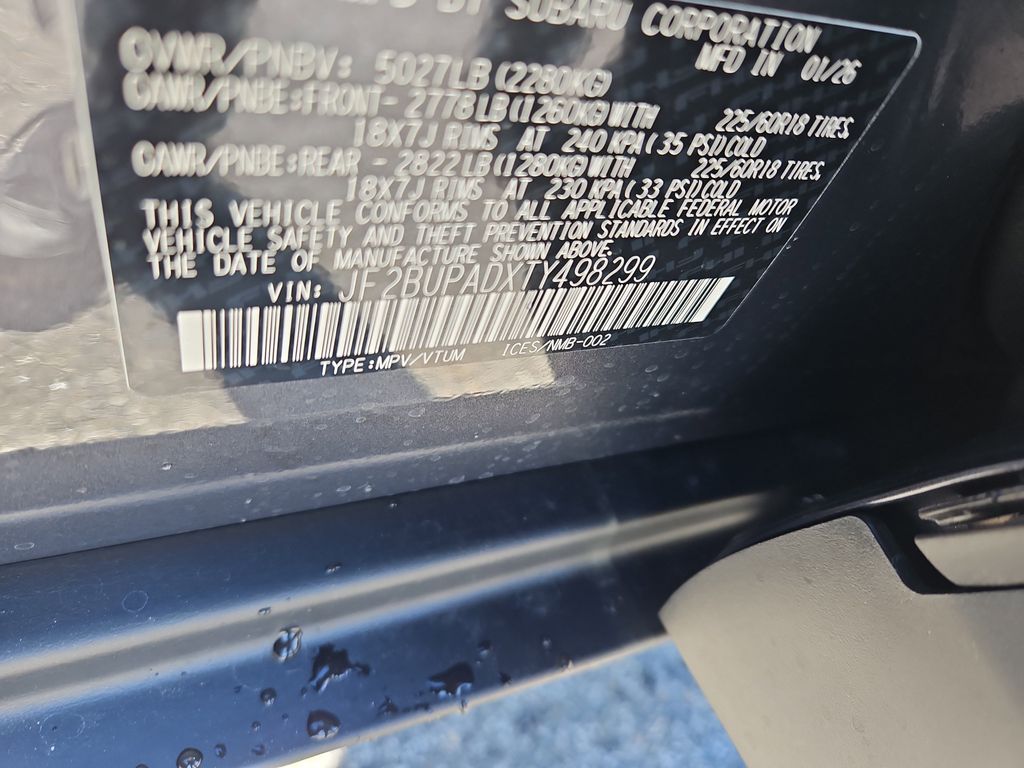 BY SUBARU CORPORATION
MFD IN 01/26
GVWR/PNBV: 5027LB(2280KG)
GAWR/PNBE:FRONT- 2778LB(1260KG)WITH 225/60R18 TIRES
18X7J RIMS AT 240 KPA(35 PSI)COLD
GAWR/PNBE:REAR - 2822LB(1280KG)WITH 225/60R18 TIRES
18X7J RIMS AT 230 KPA(33 PSI)COLD
THIS VEHICLE CONFORMS TO ALL APPLICABLE FEDERAL MOTOR
VEHICLE SAFETY AND THEFT PREVENTION STANDARDS IN EFFECT ON
THE DATE OF MANUFACTURE SHOWN ABOVE.
VIN: JF2BUPADXTY498299
TYPE:MPV/VTUM ICES/NMB-002